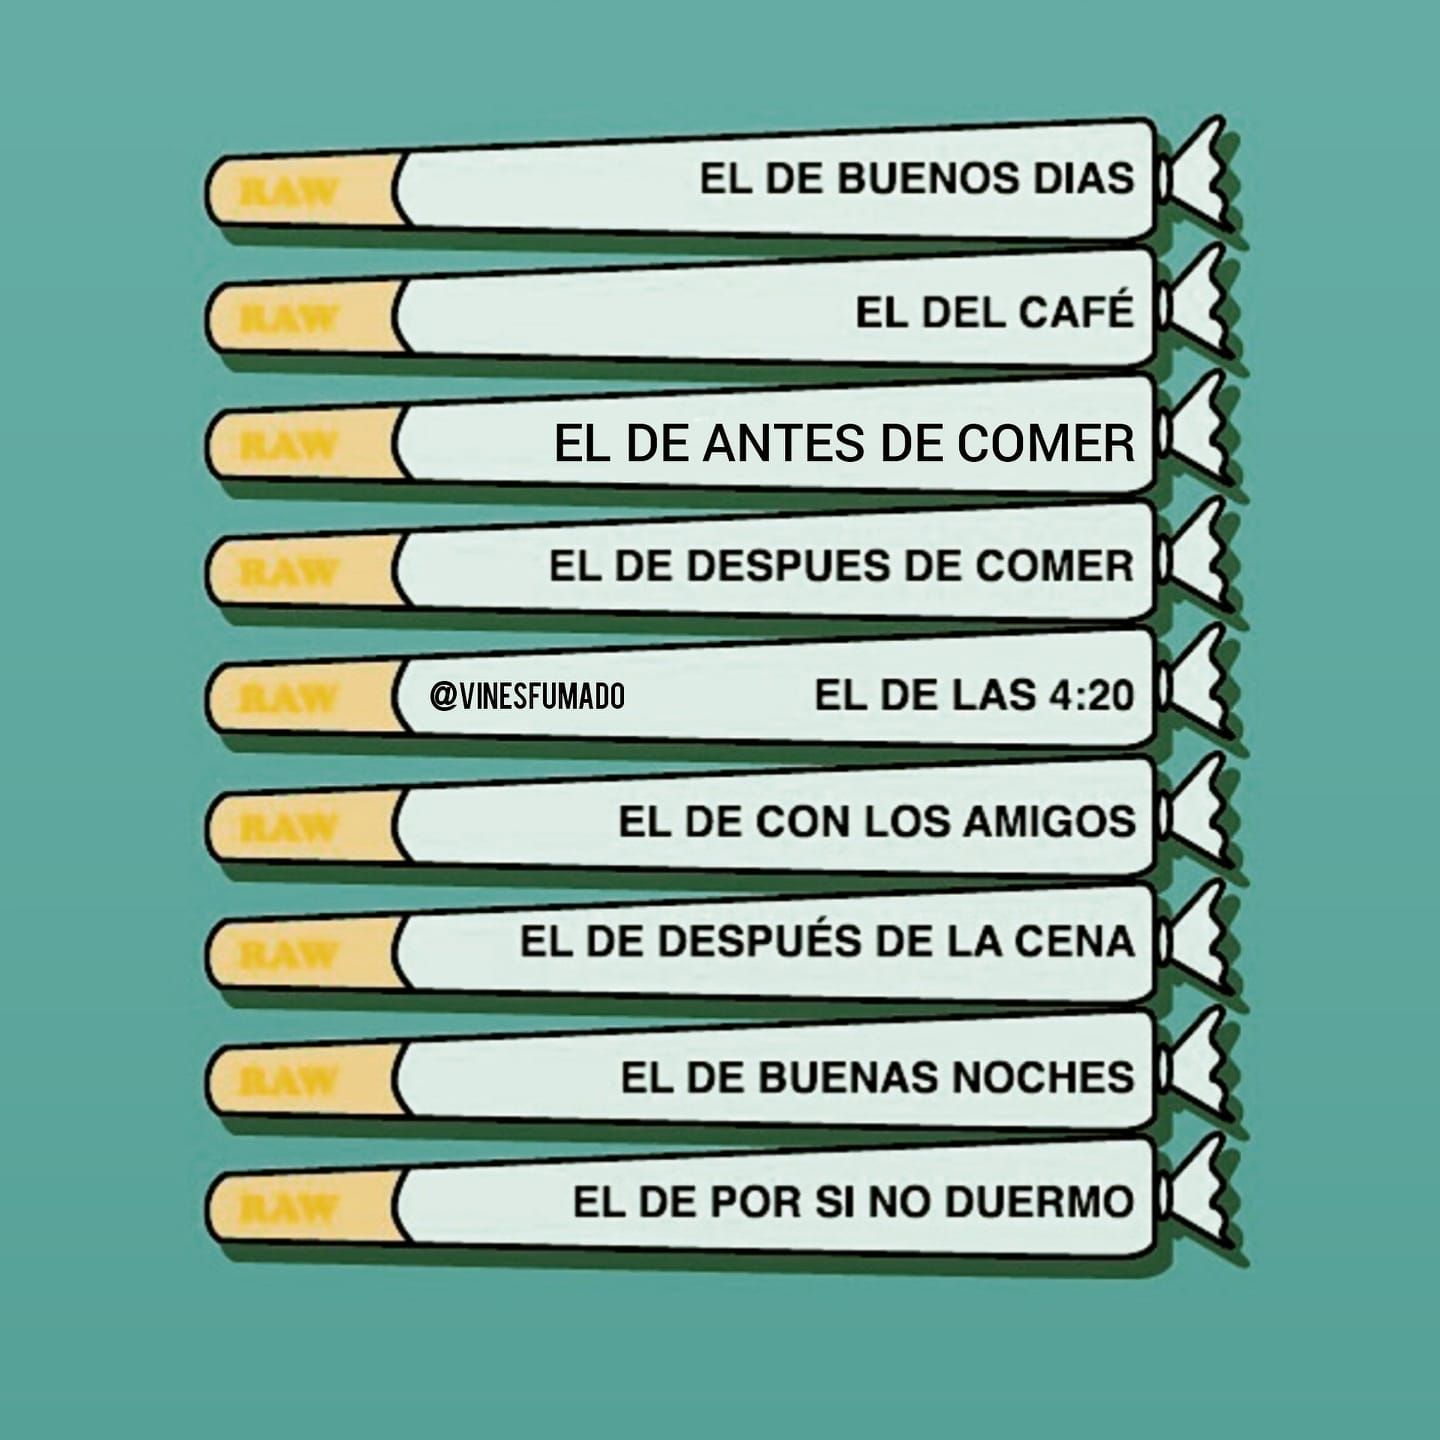 RAW EL DE BUENOS DIAS
RAW EL DEL CAFÉ
RAW EL DE ANTES DE COMER
RAW EL DE DESPUES DE COMER
RAW @VINESFUMADO EL DE LAS 4:20
RAW EL DE CON LOS AMIGOS
RAW EL DE DESPUÉS DE LA CENA
RAW EL DE BUENAS NOCHES
RAW EL DE POR SI NO DUERMO